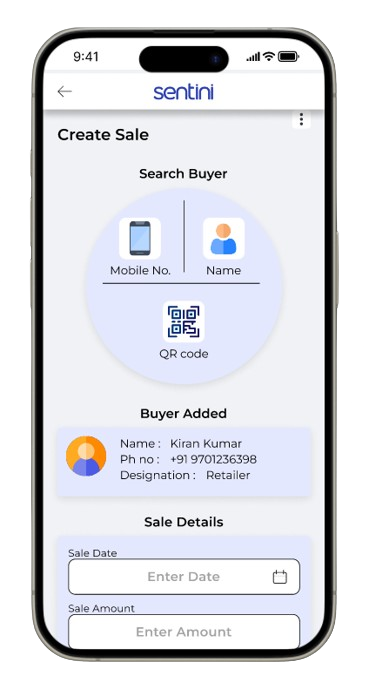 9:41
sentini
Create Sale
Search Buyer
Mobile No.
Name
QR code
Buyer Added
Name : Kiran Kumar
Ph no : +91 9701236398
Designation : Retailer
Sale Details
Sale Date
Enter Date
Sale Amount
Enter Amount